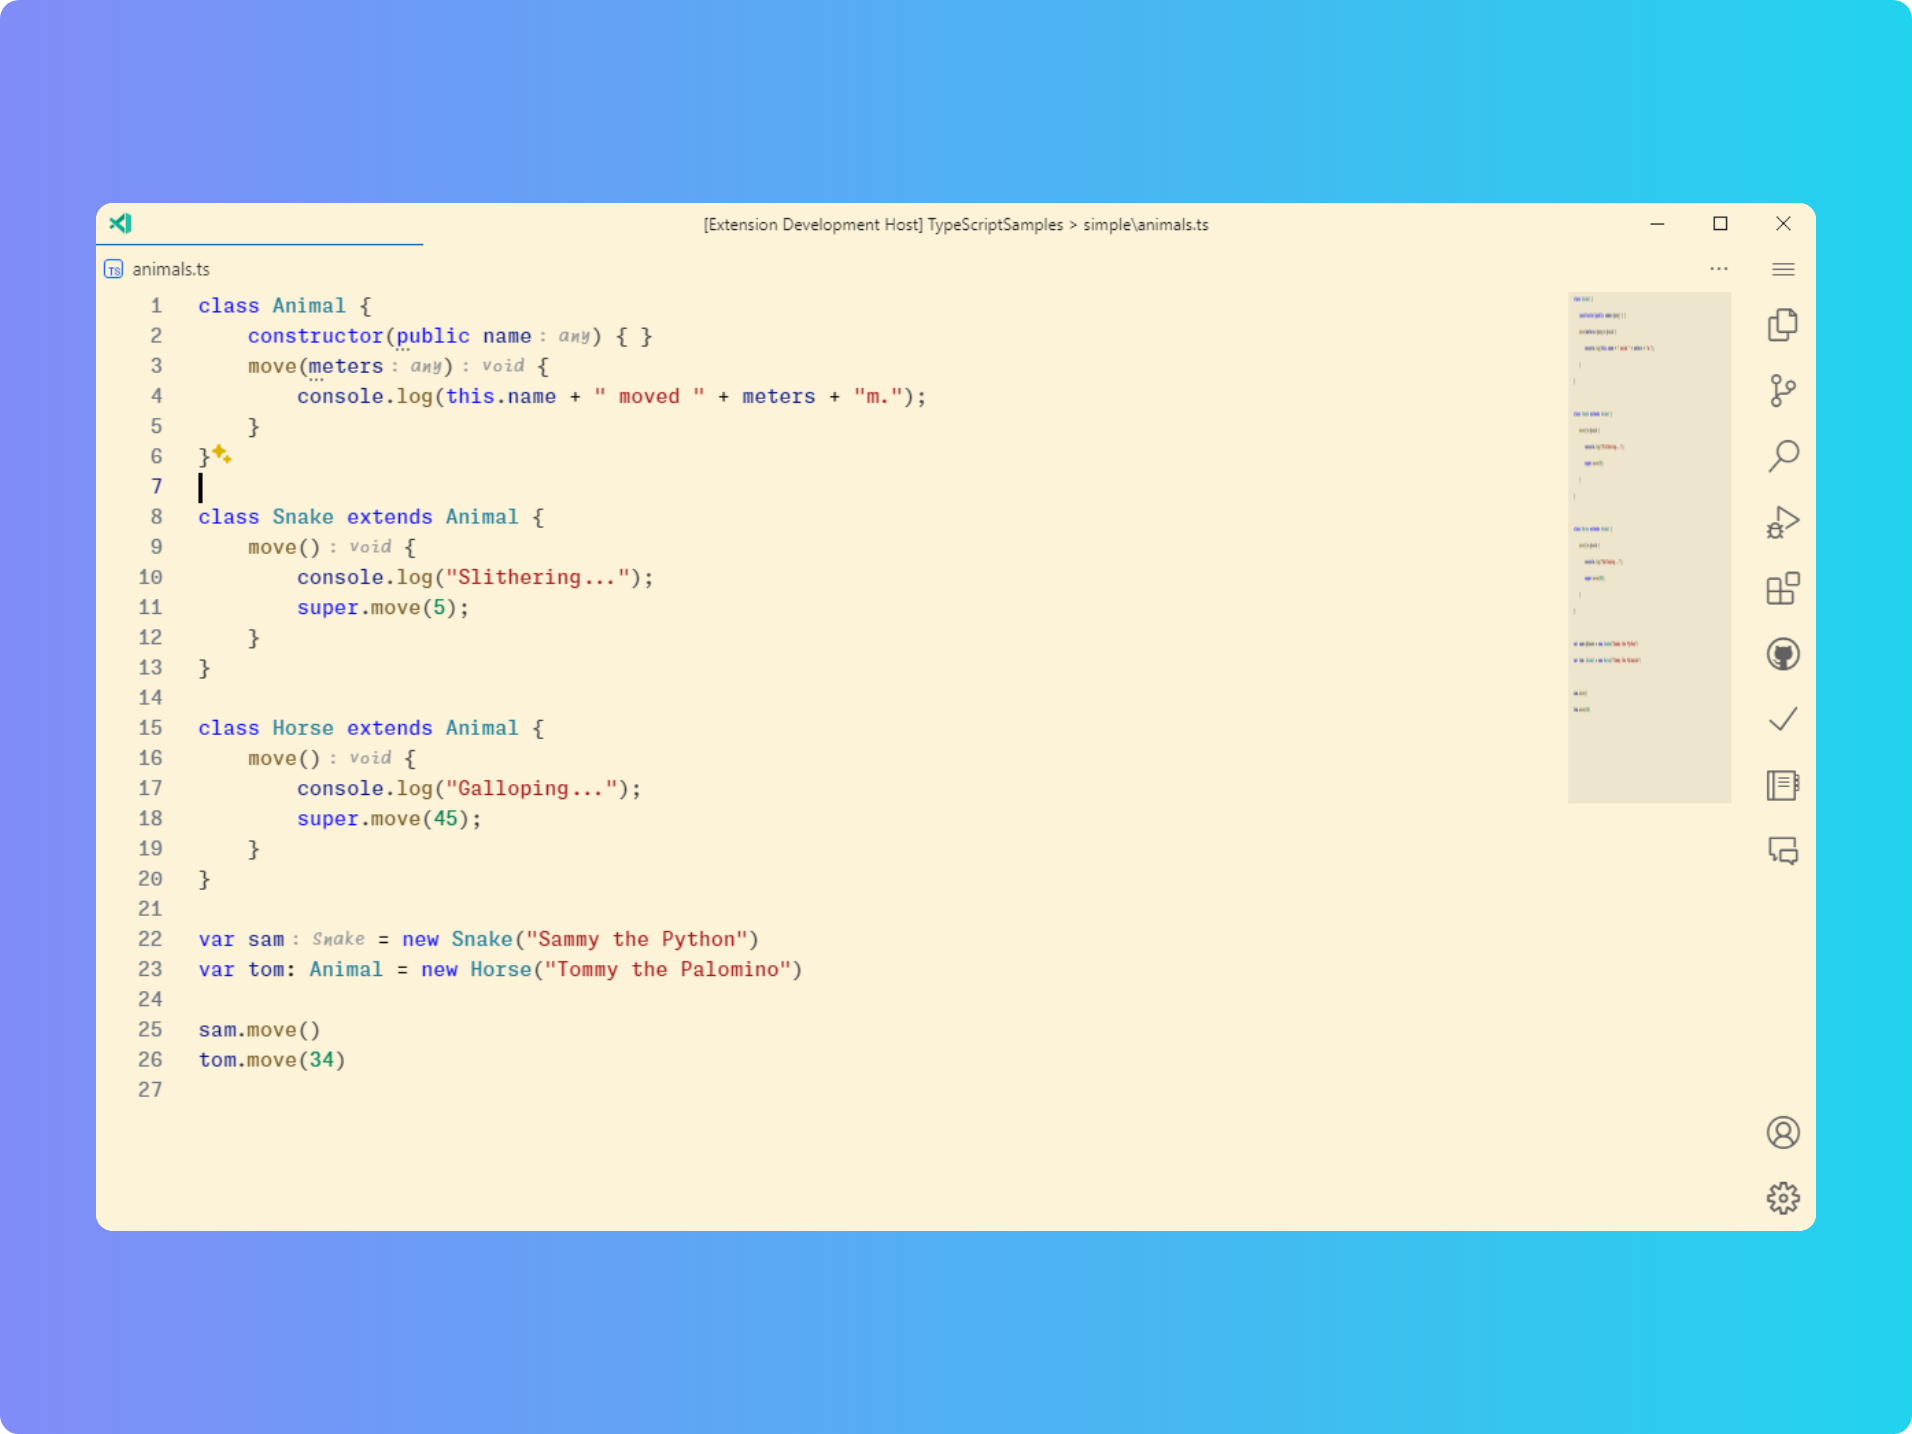 [Extension Development Host] TypeScriptSamples > simple\animals.ts
TS animals.ts
1 class Animal {
2     constructor(public name: any) { }
3     move(meters: any): void {
4         console.log(this.name + " moved " + meters + "m.");
5     }
6 }
7
8 class Snake extends Animal {
9     move(): void {
10         console.log("Slithering...");
11         super.move(5);
12     }
13 }
14
15 class Horse extends Animal {
16     move(): void {
17         console.log("Galloping...");
18         super.move(45);
19     }
20 }
21
22 var sam: Snake = new Snake("Sammy the Python")
23 var tom: Animal = new Horse("Tommy the Palomino")
24
25 sam.move()
26 tom.move(34)
27